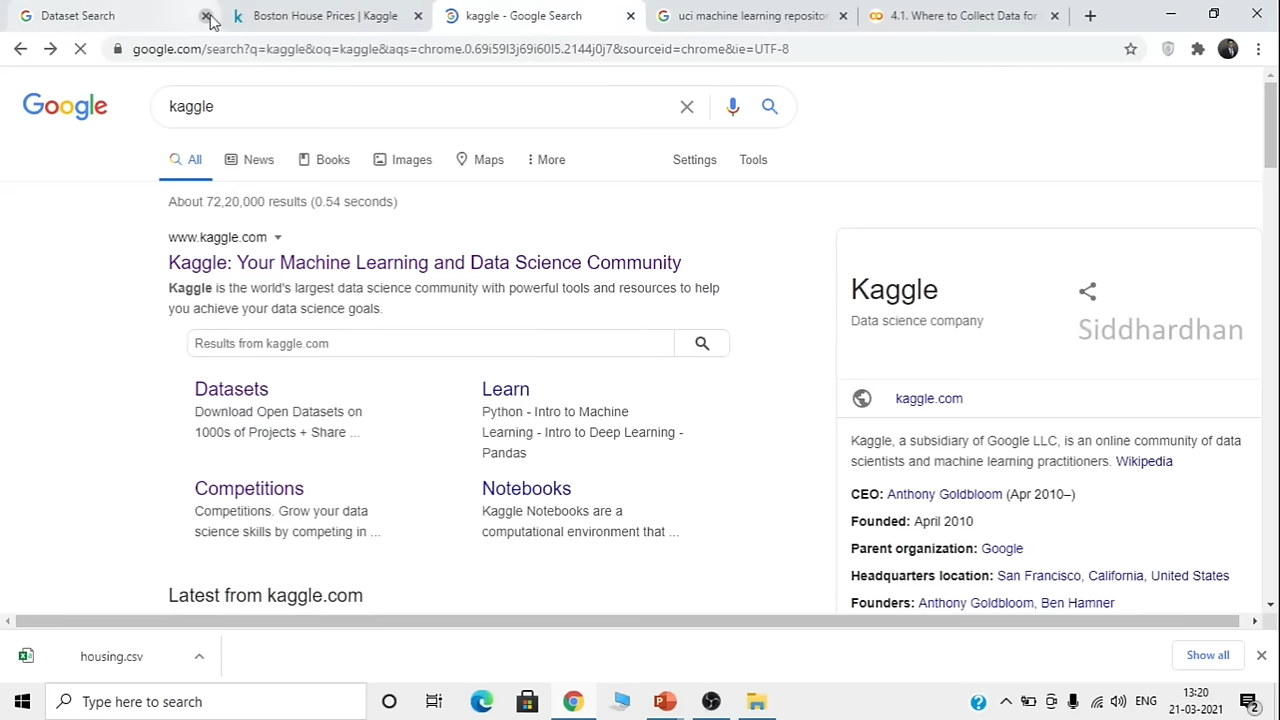 Dataset Search
Boston House Prices | Kaggle
kaggle - Google Search
uci machine learning repositor
4.1. Where to Collect Data for
google.com/search?q=kaggle&oq=kaggle&aqs=chrome.0.69i59l3j69i60l5.2144j0j7&sourceid=chrome&ie=UTF-8
Google
kaggle
All
News
Books
Images
Maps
More
Settings
Tools
About 72,20,000 results (0.54 seconds)
www.kaggle.com
Kaggle: Your Machine Learning and Data Science Community
Kaggle is the world's largest data science community with powerful tools and resources to help
you achieve your data science goals.
Results from kaggle.com
Datasets
Download Open Datasets on
1000s of Projects + Share ...
Learn
Python - Intro to Machine
Learning - Intro to Deep Learning -
Pandas
Competitions
Competitions. Grow your data
science skills by competing in ...
Notebooks
Kaggle Notebooks are a
computational environment that ...
Latest from kaggle.com
Kaggle
Data science company
Siddhardhan
kaggle.com
Kaggle, a subsidiary of Google LLC, is an online community of data
scientists and machine learning practitioners. Wikipedia
CEO: Anthony Goldbloom (Apr 2010–)
Founded: April 2010
Parent organization: Google
Headquarters location: San Francisco, California, United States
Founders: Anthony Goldbloom, Ben Hamner
housing.csv
Show all
Type here to search
ENG
13:20
21-03-2021
2